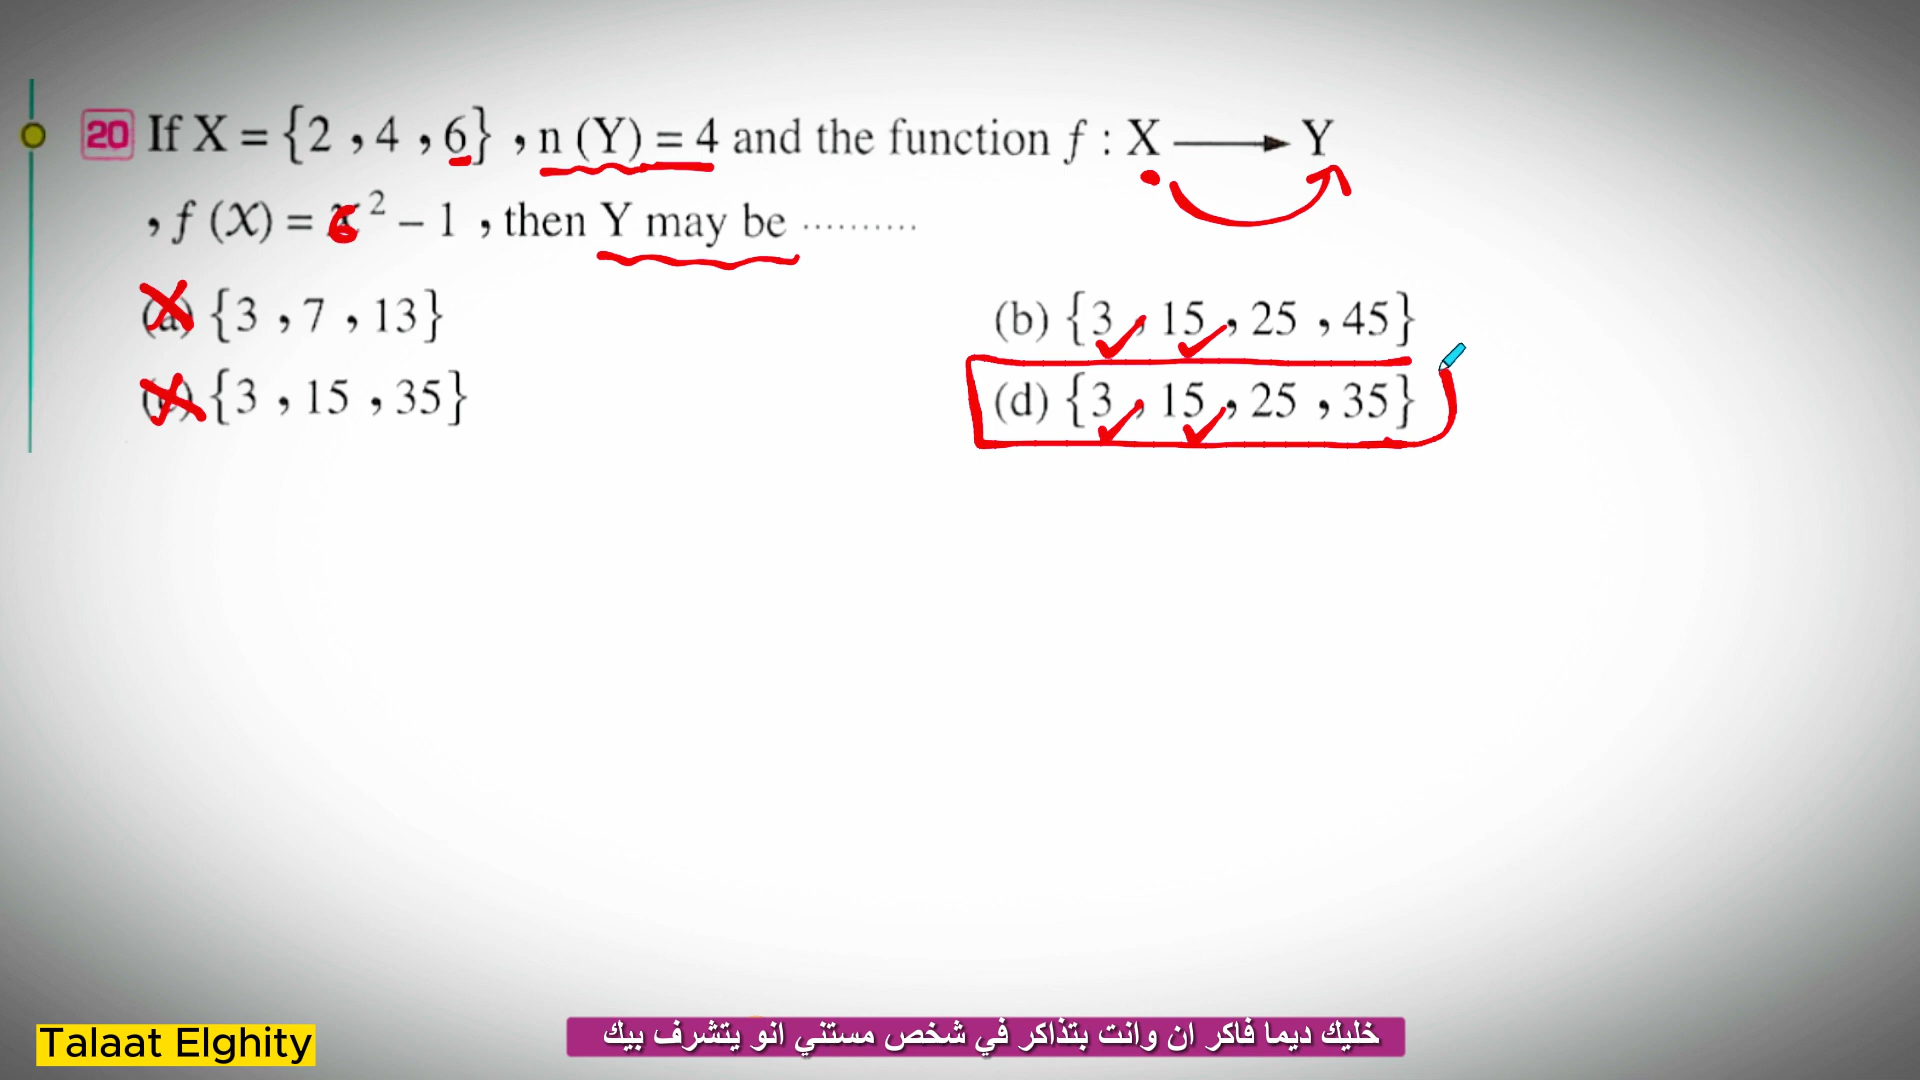 20 If X = {2 , 4 , 6} , n (Y) = 4 and the function f : X ⟶ Y
, f (X) = 6² – 1 , then Y may be ..........
(a) {3 , 7 , 13}
(b) {3 , 15 , 25 , 45}
(c) {3 , 15 , 35}
(d) {3 , 15 , 25 , 35}
Talaat Elghity
خليك ديما فاكر ان وانت بتذاكر في شخص مستني انو يتشرف بيك